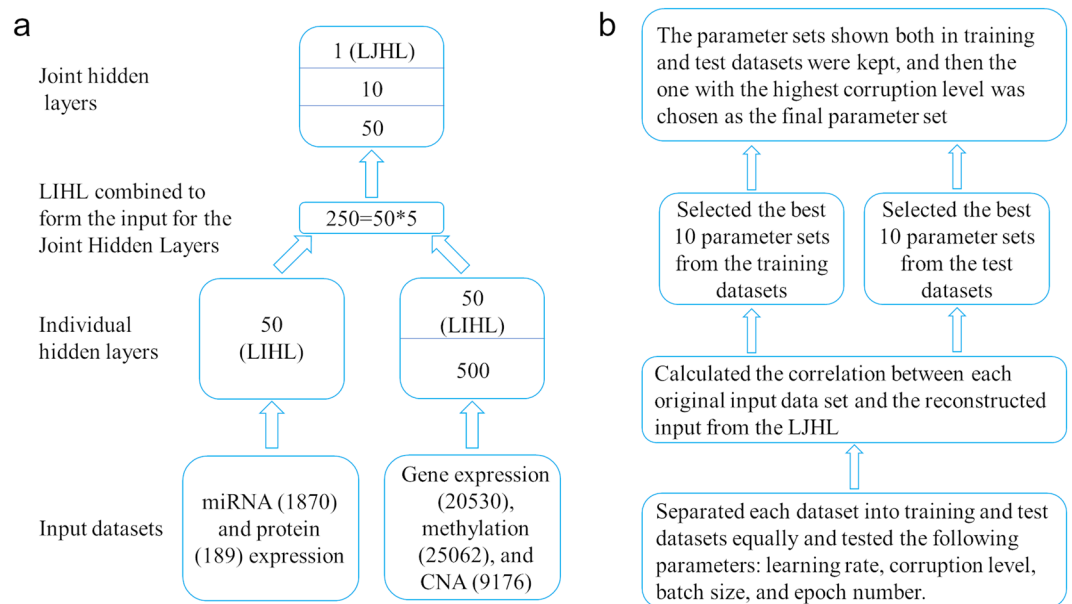 a
Joint hidden
layers
1 (LJHL)
10
50
LIHL combined to
form the input for the
Joint Hidden Layers
250=50*5
Individual
hidden layers
50
(LIHL)
50
(LIHL)
500
Input datasets
miRNA (1870)
and protein
(189) expression
Gene expression
(20530),
methylation
(25062), and
CNA (9176)
b
The parameter sets shown both in training
and test datasets were kept, and then the
one with the highest corruption level was
chosen as the final parameter set
Selected the best
10 parameter sets
from the training
datasets
Selected the best
10 parameter sets
from the test
datasets
Calculated the correlation between each
original input data set and the reconstructed
input from the LJHL
Separated each dataset into training and test
datasets equally and tested the following
parameters: learning rate, corruption level,
batch size, and epoch number.